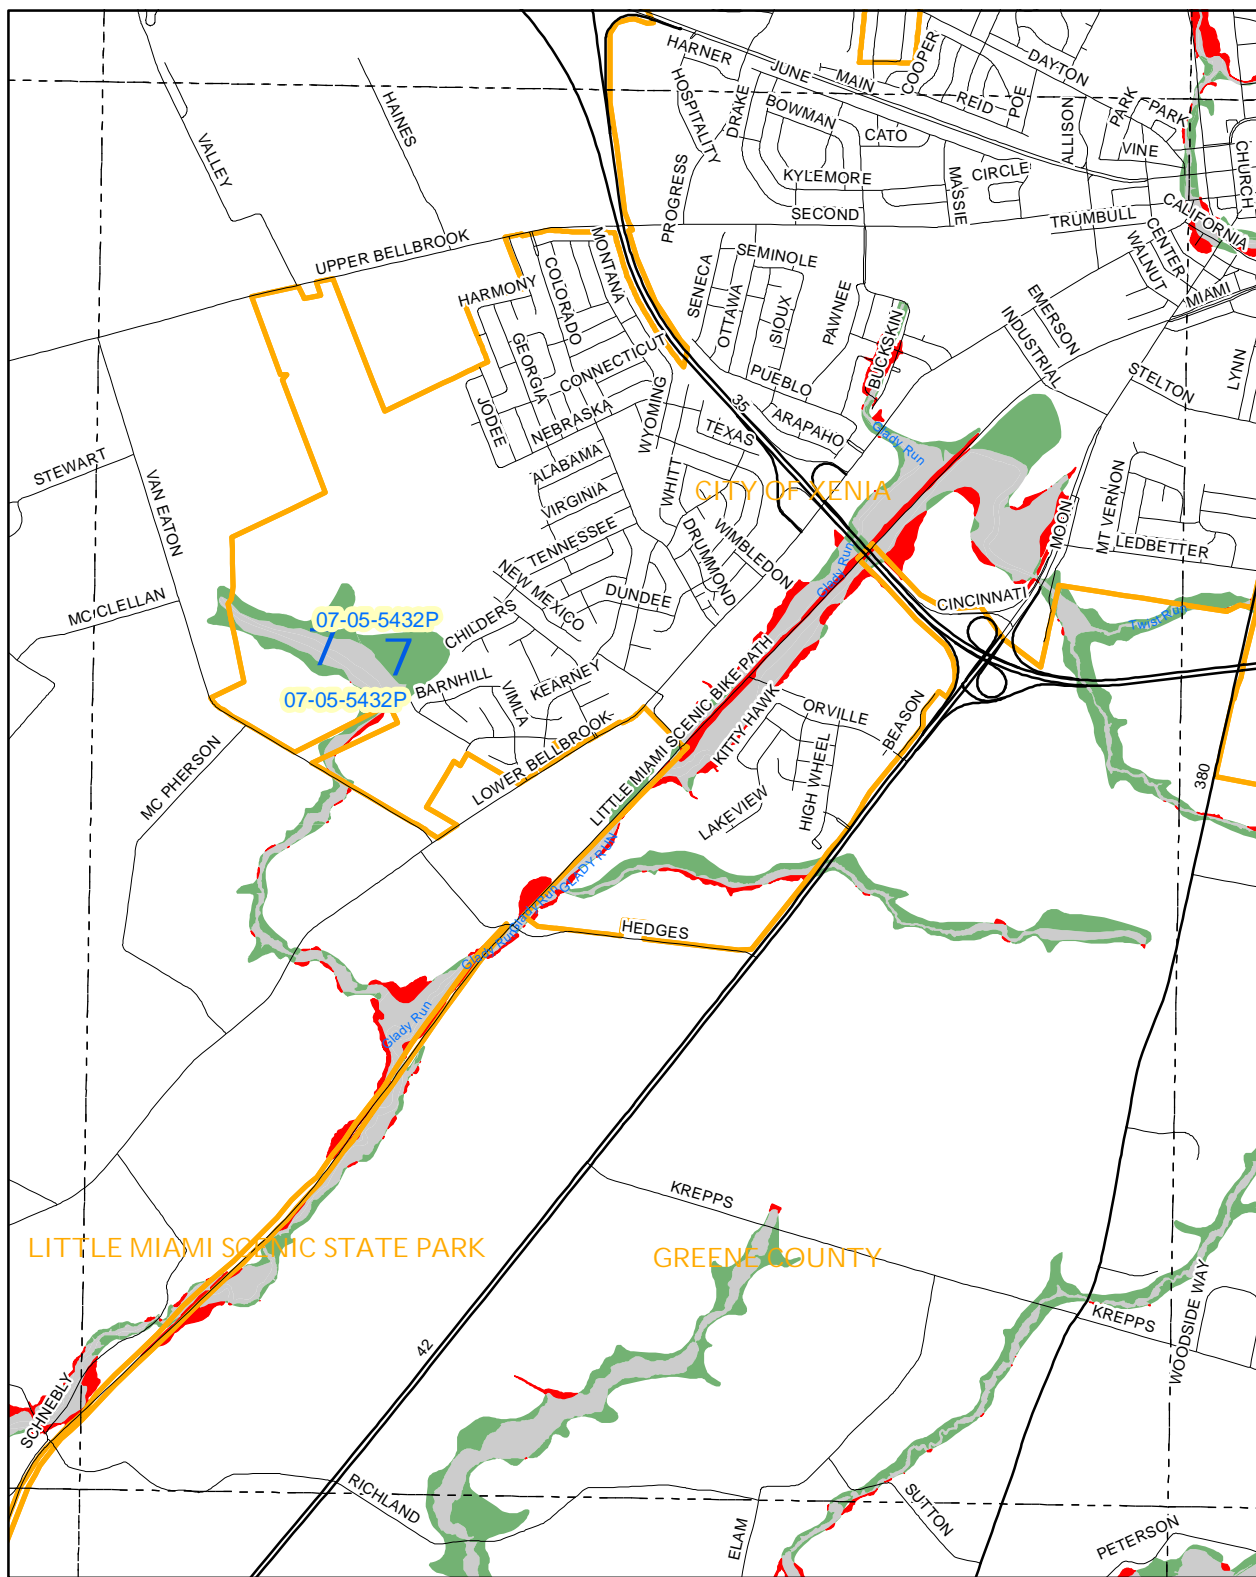 HARNER
JUNE
MAIN
COOPER
DAYTON
HOSPITALITY
DRAKE
BOWMAN
REID
POE
PARK
PARK
HAINES
CATO
ALLISON
VINE
CHURCH
VALLEY
KYLEMORE
CIRCLE
MASSIE
PROGRESS
SECOND
TRUMBULL
CALIFORNIA
CENTER
WALNUT
MIAMI
UPPER BELLBROOK
MONTANA
SEMINOLE
HARMONY
COLORADO
SENECA
OTTAWA
SIOUX
PAWNEE
BUCKSKIN
EMERSON
INDUSTRIAL
GEORGIA
CONNECTICUT
PUEBLO
STELTON
LYNN
JODEE
NEBRASKA
WYOMING
35
ARAPAHO
TEXAS
Glady Run
STEWART
VAN EATON
ALABAMA
WHITT
CITY OF XENIA
VIRGINIA
MT VERNON
MOON
TENNESSEE
DRUMMOND
WIMBLEDON
LEDBETTER
NEW MEXICO
Glady Run
MC CLELLAN
DUNDEE
CINCINNATI
07-05-5432P
CHILDERS
Twist Run
BARNHILL
KEARNEY
07-05-5432P
VIMLA
LITTLE MIAMI SCENIC BIKE PATH
KITTY HAWK
ORVILLE
BEASON
MC PHERSON
LOWER BELLBROOK
HIGH WHEEL
380
LAKEVIEW
GLADY RUN
Glady Run
Glady Run
HEDGES
Glady Run
KREPPS
LITTLE MIAMI SCENIC STATE PARK
GREENE COUNTY
WOODSIDE WAY
KREPPS
42
SCHNEBLY
RICHLAND
SUTTON
ELAM
PETERSON